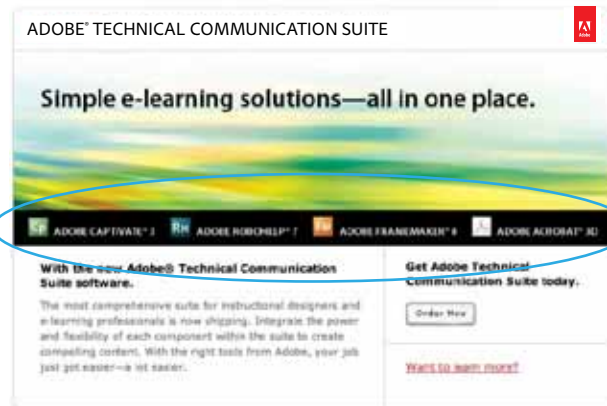 ADOBE® TECHNICAL COMMUNICATION SUITE
Adobe
Simple e-learning solutions—all in one place.
Cp ADOBE CAPTIVATE® 3 RH ADOBE ROBOHELP® 7 FM ADOBE FRAMEMAKER® 8 ADOBE ACROBAT® 3D
With the new Adobe® Technical Communication
Suite software.
The most comprehensive suite for instructional designers and
e-learning professionals is now shipping. Integrate the power
and flexibility of each component within the suite to create
compelling content. With the right tools from Adobe, your job
just got easier—a lot easier.
Get Adobe Technical
Communication Suite today.
Order Now
Want to learn more?